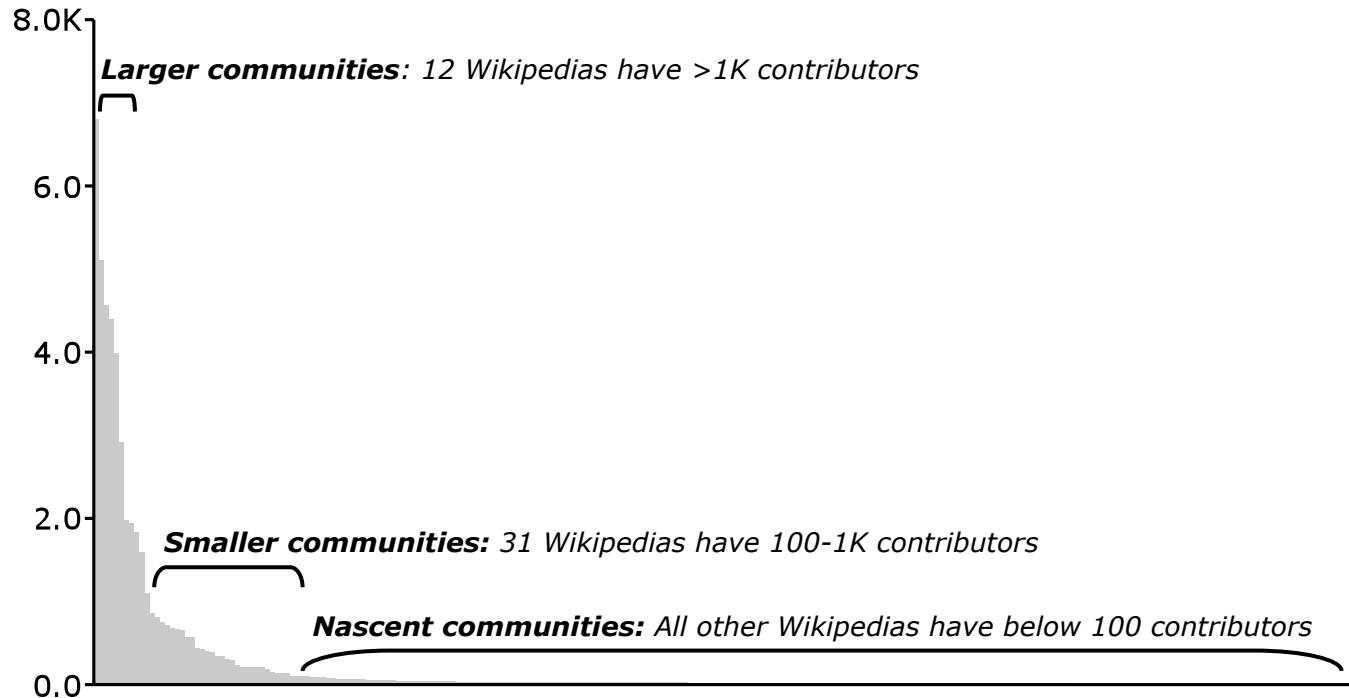 8.0K
Larger communities: 12 Wikipedias have >1K contributors
6.0
4.0
2.0
Smaller communities: 31 Wikipedias have 100-1K contributors
Nascent communities: All other Wikipedias have below 100 contributors
0.0